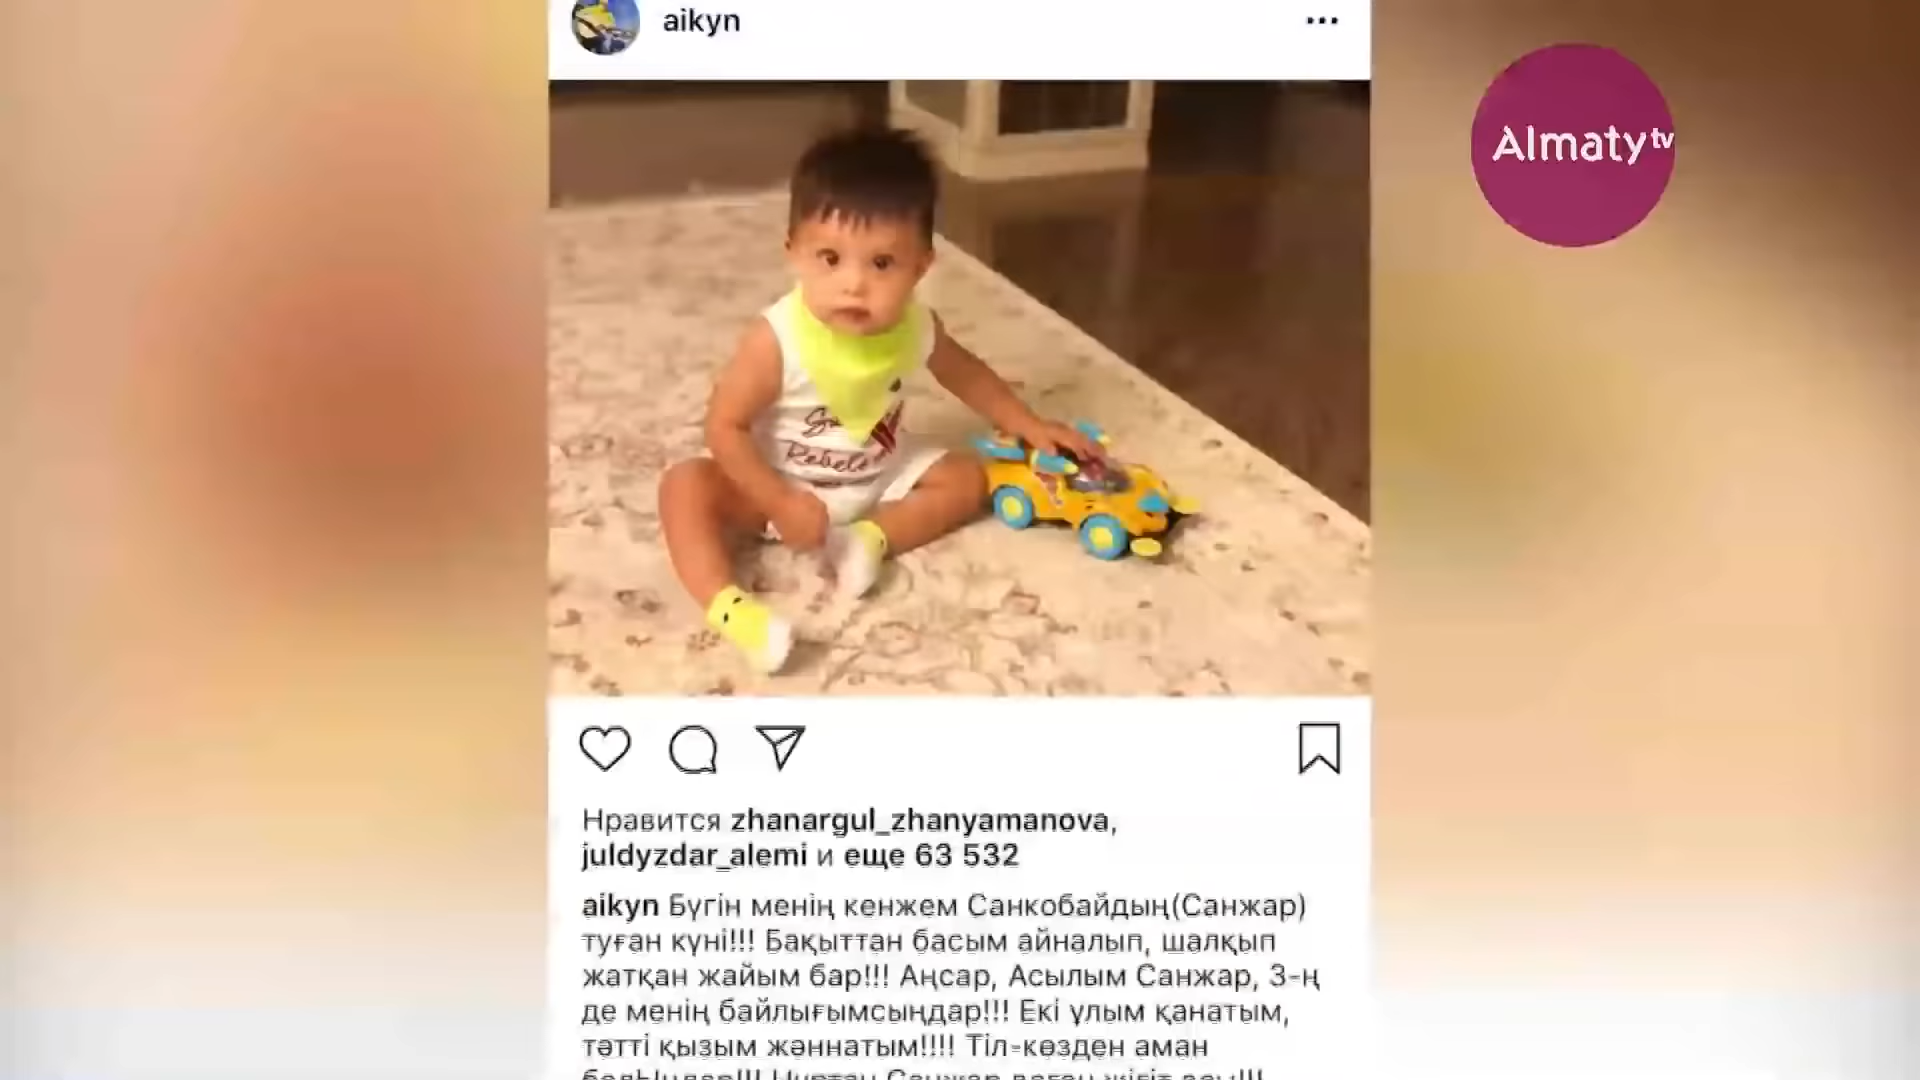 aikyn
Almaty tv
Rebels
Нравится zhanargul_zhanyamanova,
juldyzdar_alemi и еще 63 532
aikyn Бүгін менің кенжем Санкобайдың(Санжар)
туған күні!!! Бақыттан басым айналып, шалқып
жатқан жайым бар!!! Аңсар, Асылым Санжар, 3-ң
де менің байлығымсыңдар!!! Екі ұлым қанатым,
тәтті қызым жәннатым!!!! Тіл-көзден аман